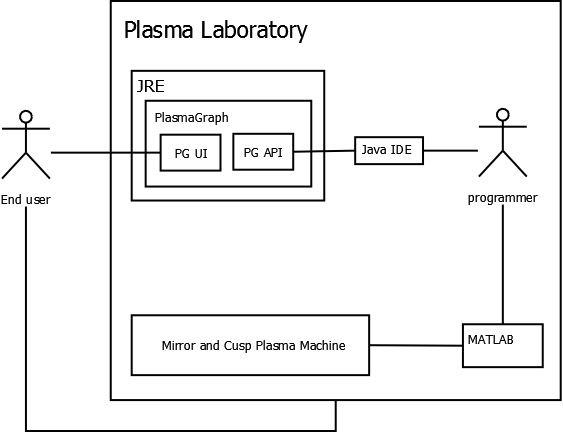 Plasma Laboratory
JRE
PlasmaGraph
PG UI
PG API
Java IDE
End user
programmer
Mirror and Cusp Plasma Machine
MATLAB